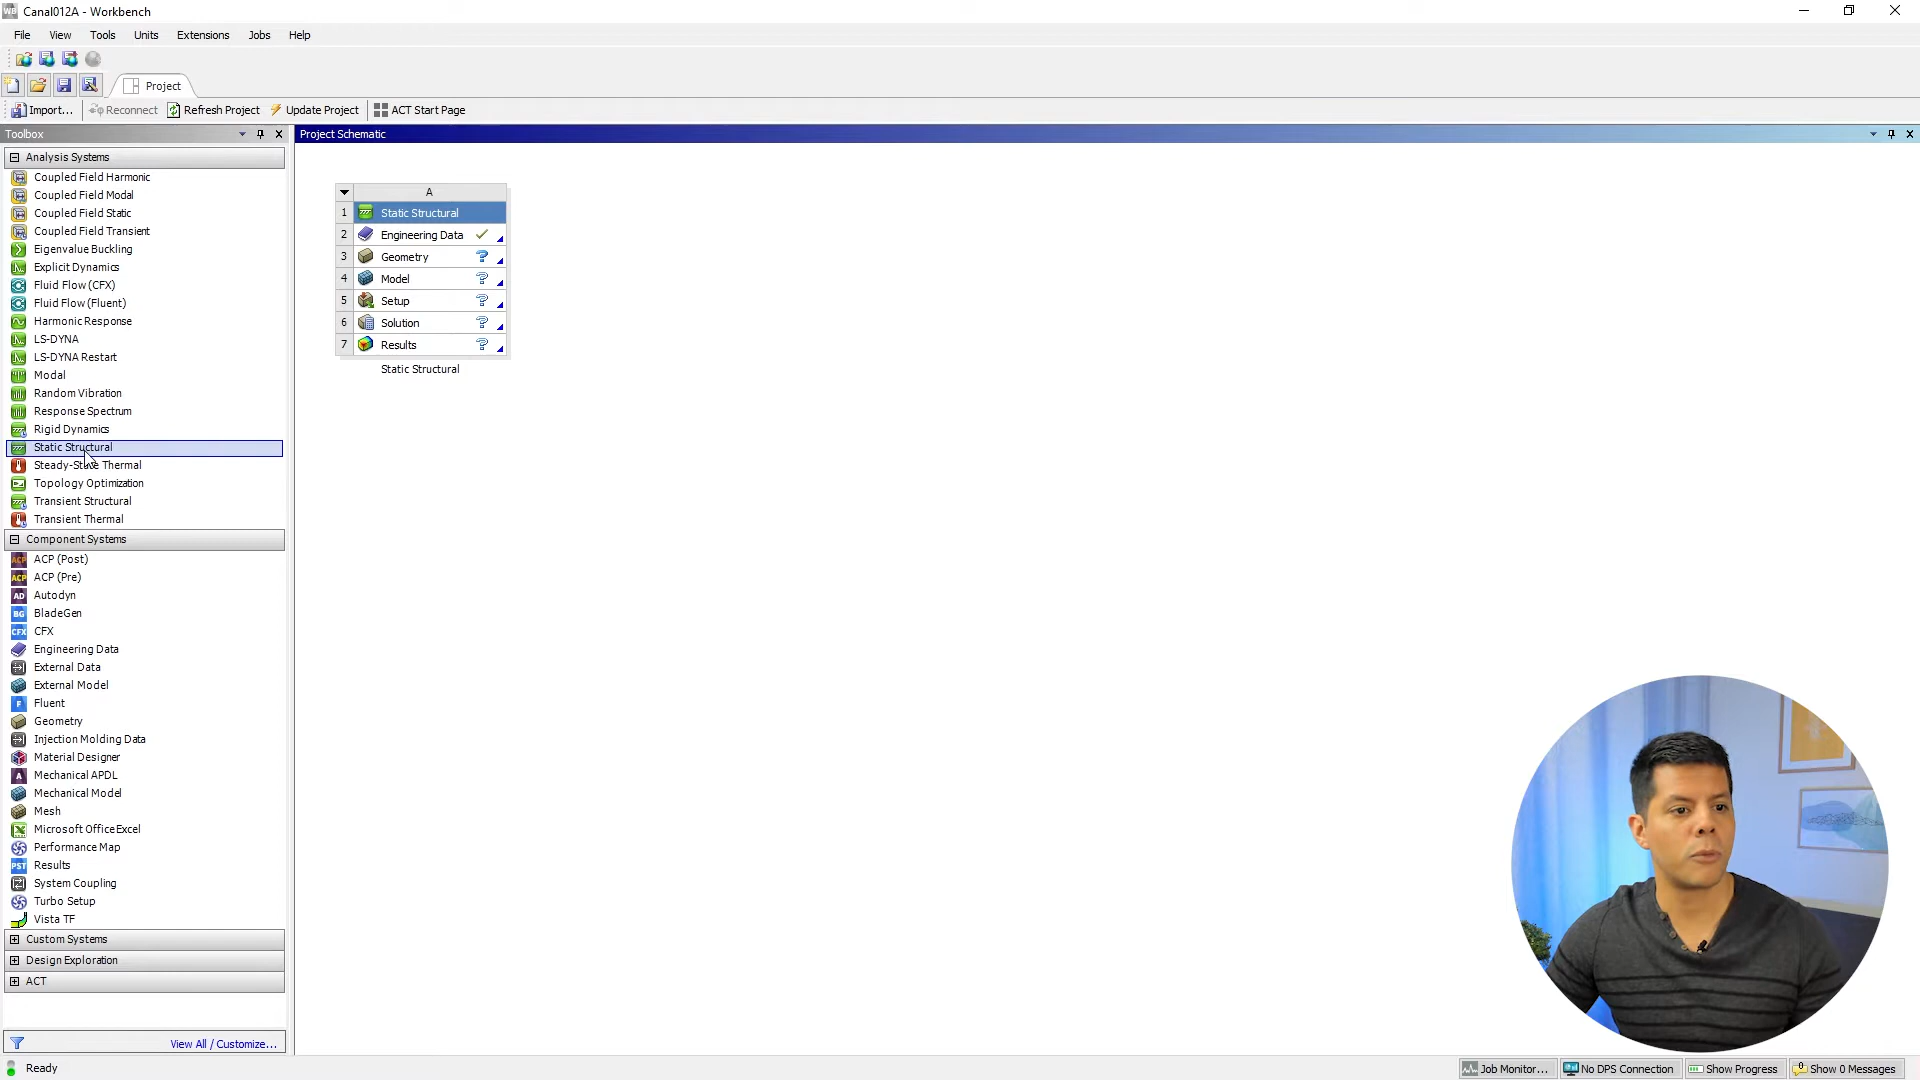 Canal012A - Workbench
File View Tools Units Extensions Jobs Help
Project
Import... Reconnect Refresh Project Update Project ACT Start Page
Toolbox
Analysis Systems
Coupled Field Harmonic
Coupled Field Modal
Coupled Field Static
Coupled Field Transient
Eigenvalue Buckling
Explicit Dynamics
Fluid Flow (CFX)
Fluid Flow (Fluent)
Harmonic Response
LS-DYNA
LS-DYNA Restart
Modal
Random Vibration
Response Spectrum
Rigid Dynamics
Static Structural
Steady-State Thermal
Topology Optimization
Transient Structural
Transient Thermal
Component Systems
ACP (Post)
ACP (Pre)
Autodyn
BladeGen
CFX
Engineering Data
External Data
External Model
Fluent
Geometry
Injection Molding Data
Material Designer
Mechanical APDL
Mechanical Model
Mesh
Microsoft Office Excel
Performance Map
Results
System Coupling
Turbo Setup
Vista TF
Custom Systems
Design Exploration
ACT
View All / Customize...
Project Schematic
A
1 Static Structural
2 Engineering Data
3 Geometry
4 Model
5 Setup
6 Solution
7 Results
Static Structural
Ready
Job Monitor... No DPS Connection Show Progress Show 0 Messages